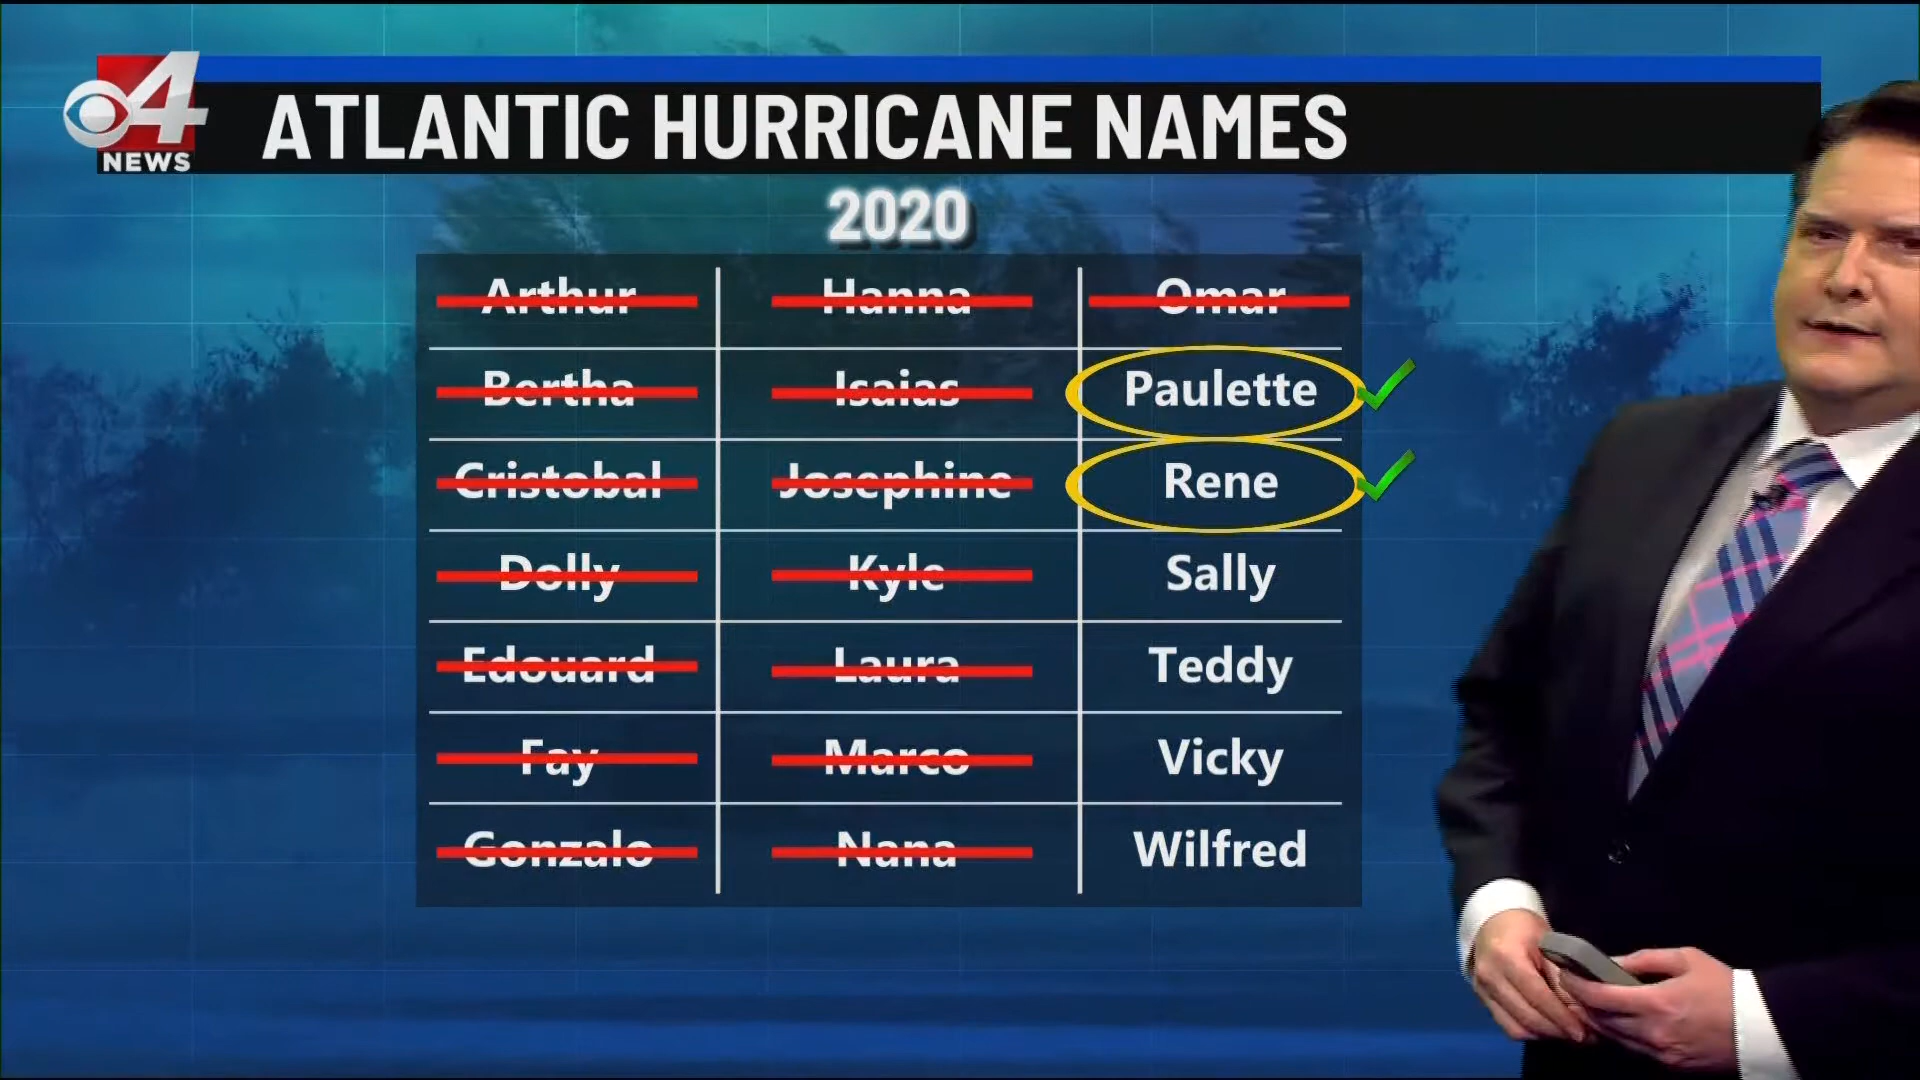 4
NEWS
ATLANTIC HURRICANE NAMES
2020
Arthur Hanna Omar
Bertha Isaias Paulette
Cristobal Josephine Rene
Dolly Kyle Sally
Edouard Laura Teddy
Fay Marco Vicky
Gonzalo Nana Wilfred